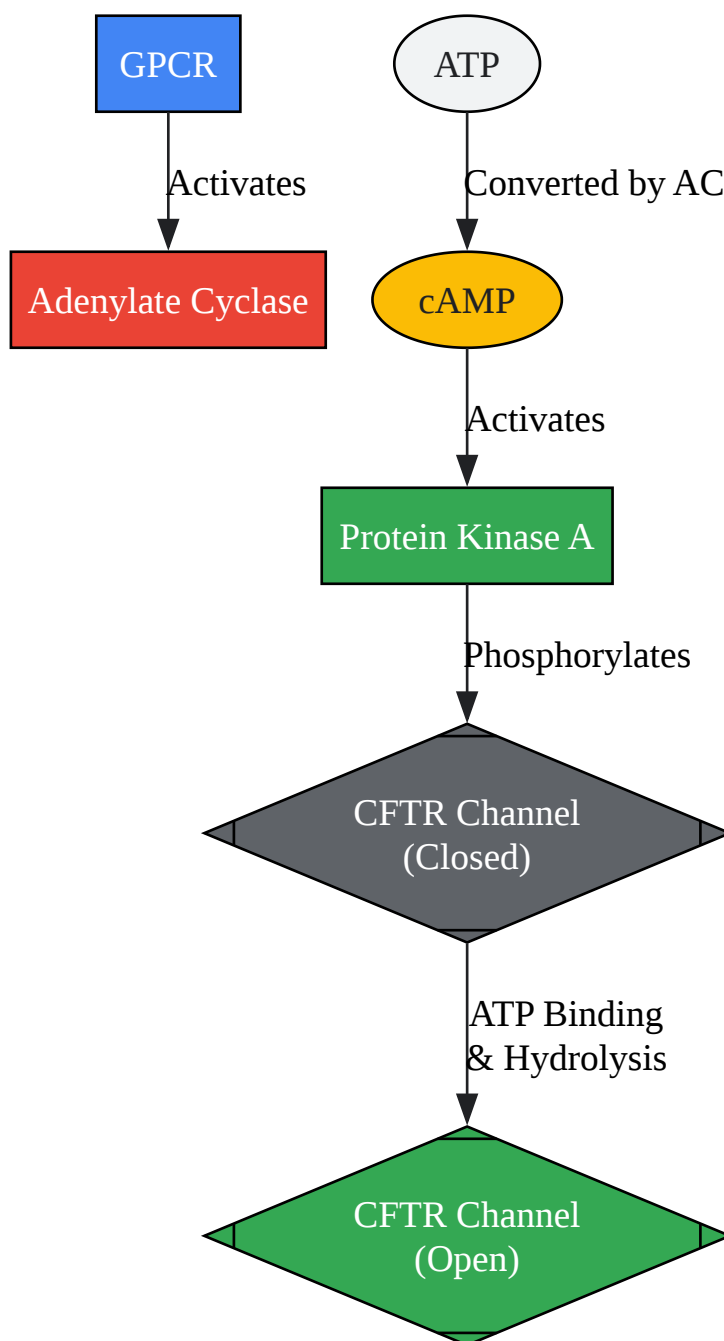 GPCR
ATP
Activates
Converted by AC
Adenylate Cyclase
cAMP
Activates
Protein Kinase A
Phosphorylates
CFTR Channel
(Closed)
ATP Binding
& Hydrolysis
CFTR Channel
(Open)